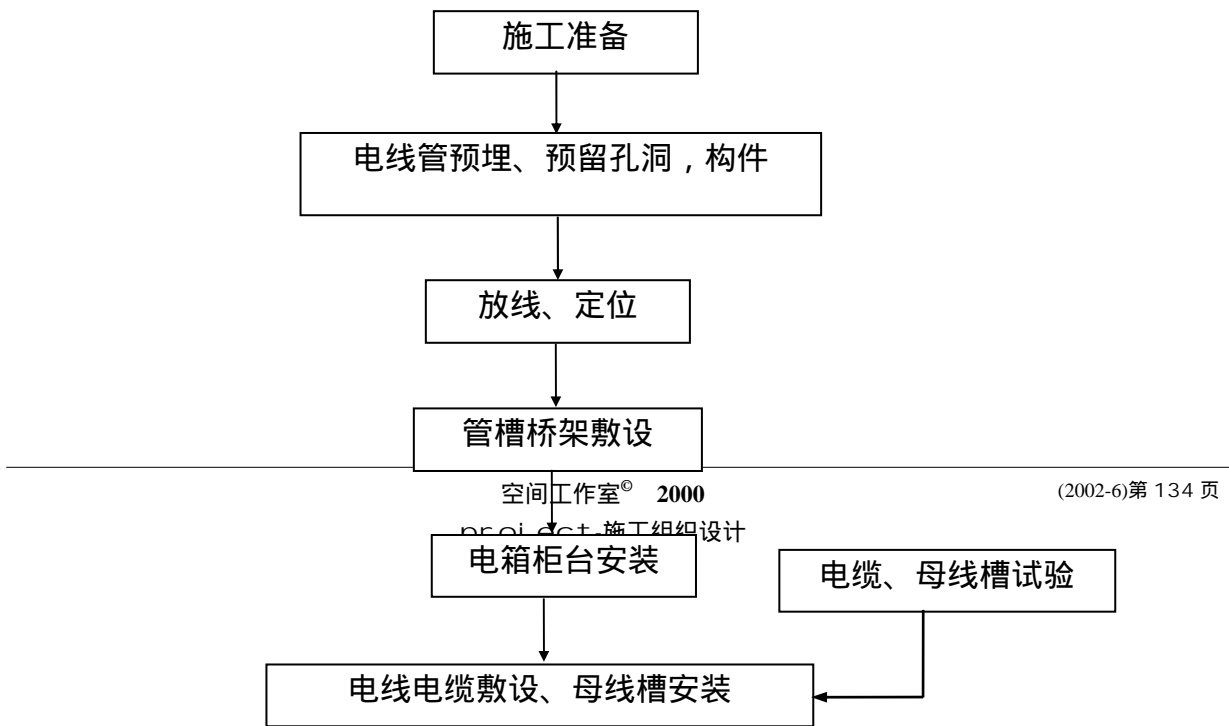 施工准备
电线管预埋、预留孔洞，构件
放线、定位
管槽桥架敷设
空间工作室© 2000
(2002-6)第 134 页
project-施工组织设计
电箱柜台安装
电缆、母线槽试验
电线电缆敷设、母线槽安装